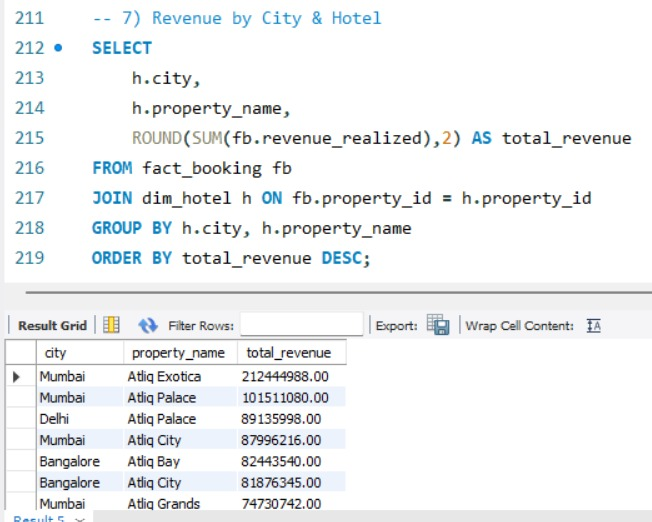 211 -- 7) Revenue by City & Hotel
212 SELECT
213 h.city,
214 h.property_name,
215 ROUND(SUM(fb.revenue_realized),2) AS total_revenue
216 FROM fact_booking fb
217 JOIN dim_hotel h ON fb.property_id = h.property_id
218 GROUP BY h.city, h.property_name
219 ORDER BY total_revenue DESC;
Result Grid Filter Rows: Export: Wrap Cell Content: IA
city property_name total_revenue
Mumbai Atliq Exotica 212444988.00
Mumbai Atliq Palace 101511080.00
Delhi Atliq Palace 89135998.00
Mumbai Atliq City 87996216.00
Bangalore Atliq Bay 82443540.00
Bangalore Atliq City 81876345.00
Mumbai Atliq Grands 74730742.00
Result 5